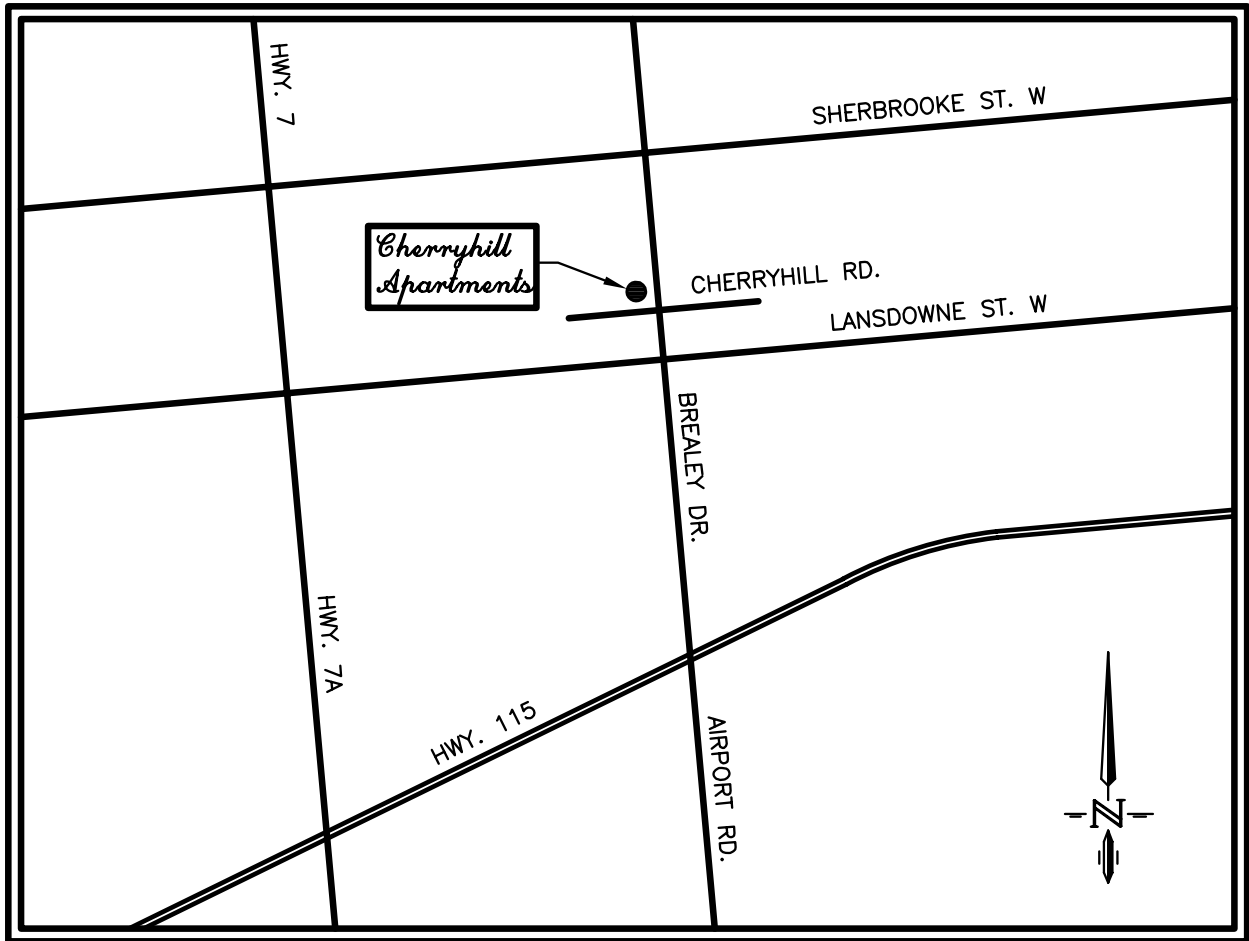 HWY. 7
SHERBROOKE ST. W
Cherryhill
Apartments
CHERRYHILL RD.
LANSDOWNE ST. W
BREALEY DR.
HWY. 7A
HWY. 115
AIRPORT RD.
N